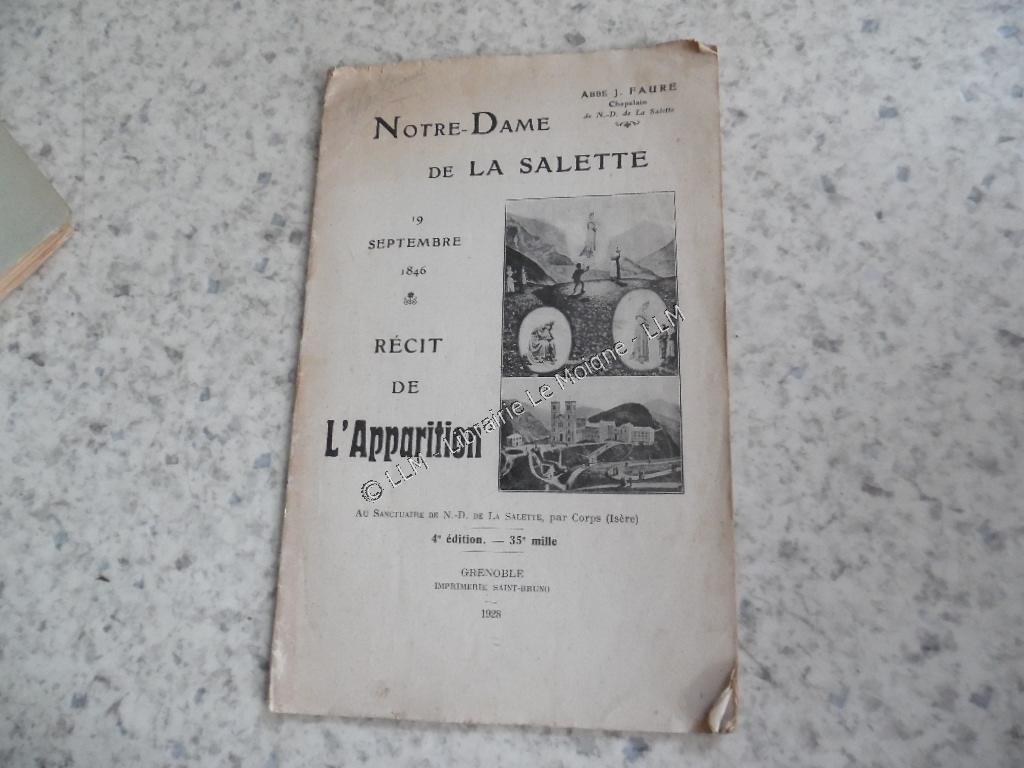 ABBÉ J. FAURE
Chapelain
de N.-D. de La Salette
NOTRE-DAME
DE LA SALETTE
19
SEPTEMBRE
1846
RÉCIT
DE
L'Apparition
© LLM - Librairie Le Moigne - LLM
AU SANCTUAIRE DE N.-D. DE LA SALETTE, par Corps (Isère)
4e édition. — 35e mille
GRENOBLE
IMPRIMERIE SAINT-BRUNO
1928